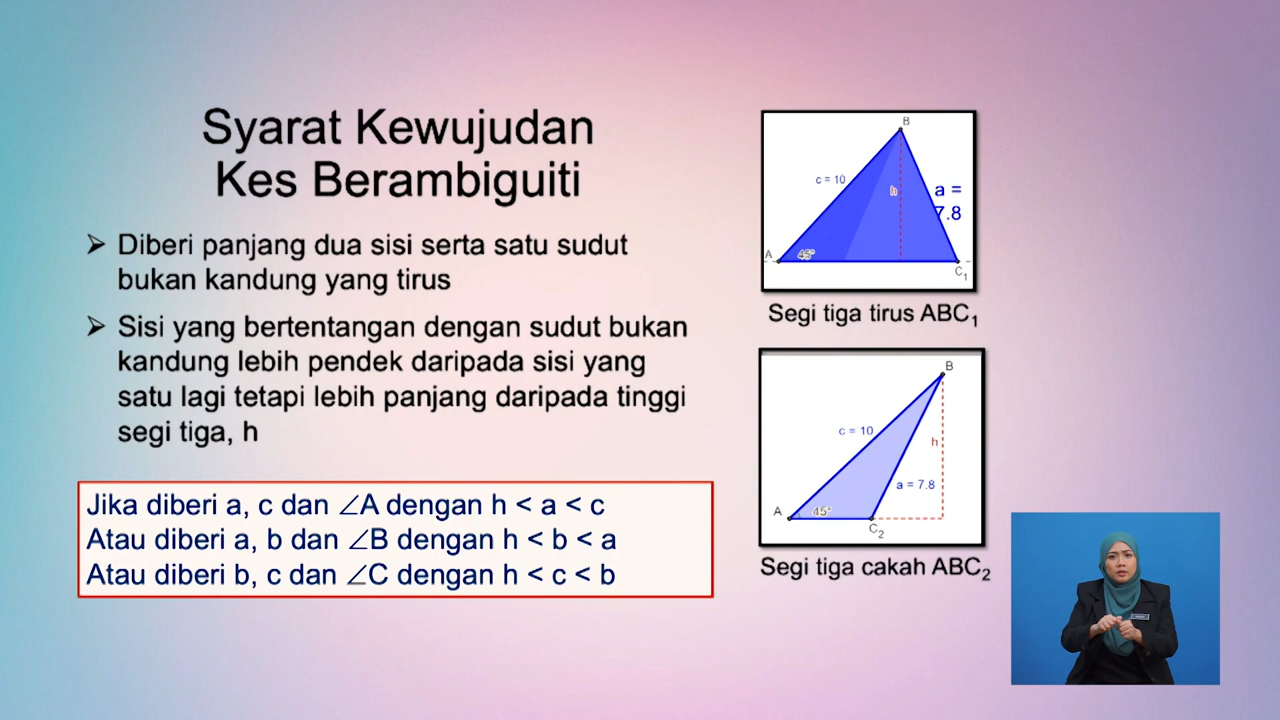 Syarat Kewujudan
Kes Berambiguiti
➢ Diberi panjang dua sisi serta satu sudut
bukan kandung yang tirus
➢ Sisi yang bertentangan dengan sudut bukan
kandung lebih pendek daripada sisi yang
satu lagi tetapi lebih panjang daripada tinggi
segi tiga, h
Jika diberi a, c dan ∠A dengan h < a < c
Atau diberi a, b dan ∠B dengan h < b < a
Atau diberi b, c dan ∠C dengan h < c < b
B
c = 10
h
a =
7.8
A
45°
C₁
Segi tiga tirus ABC₁
B
c = 10
h
a = 7.8
A
45°
C₂
Segi tiga cakah ABC₂